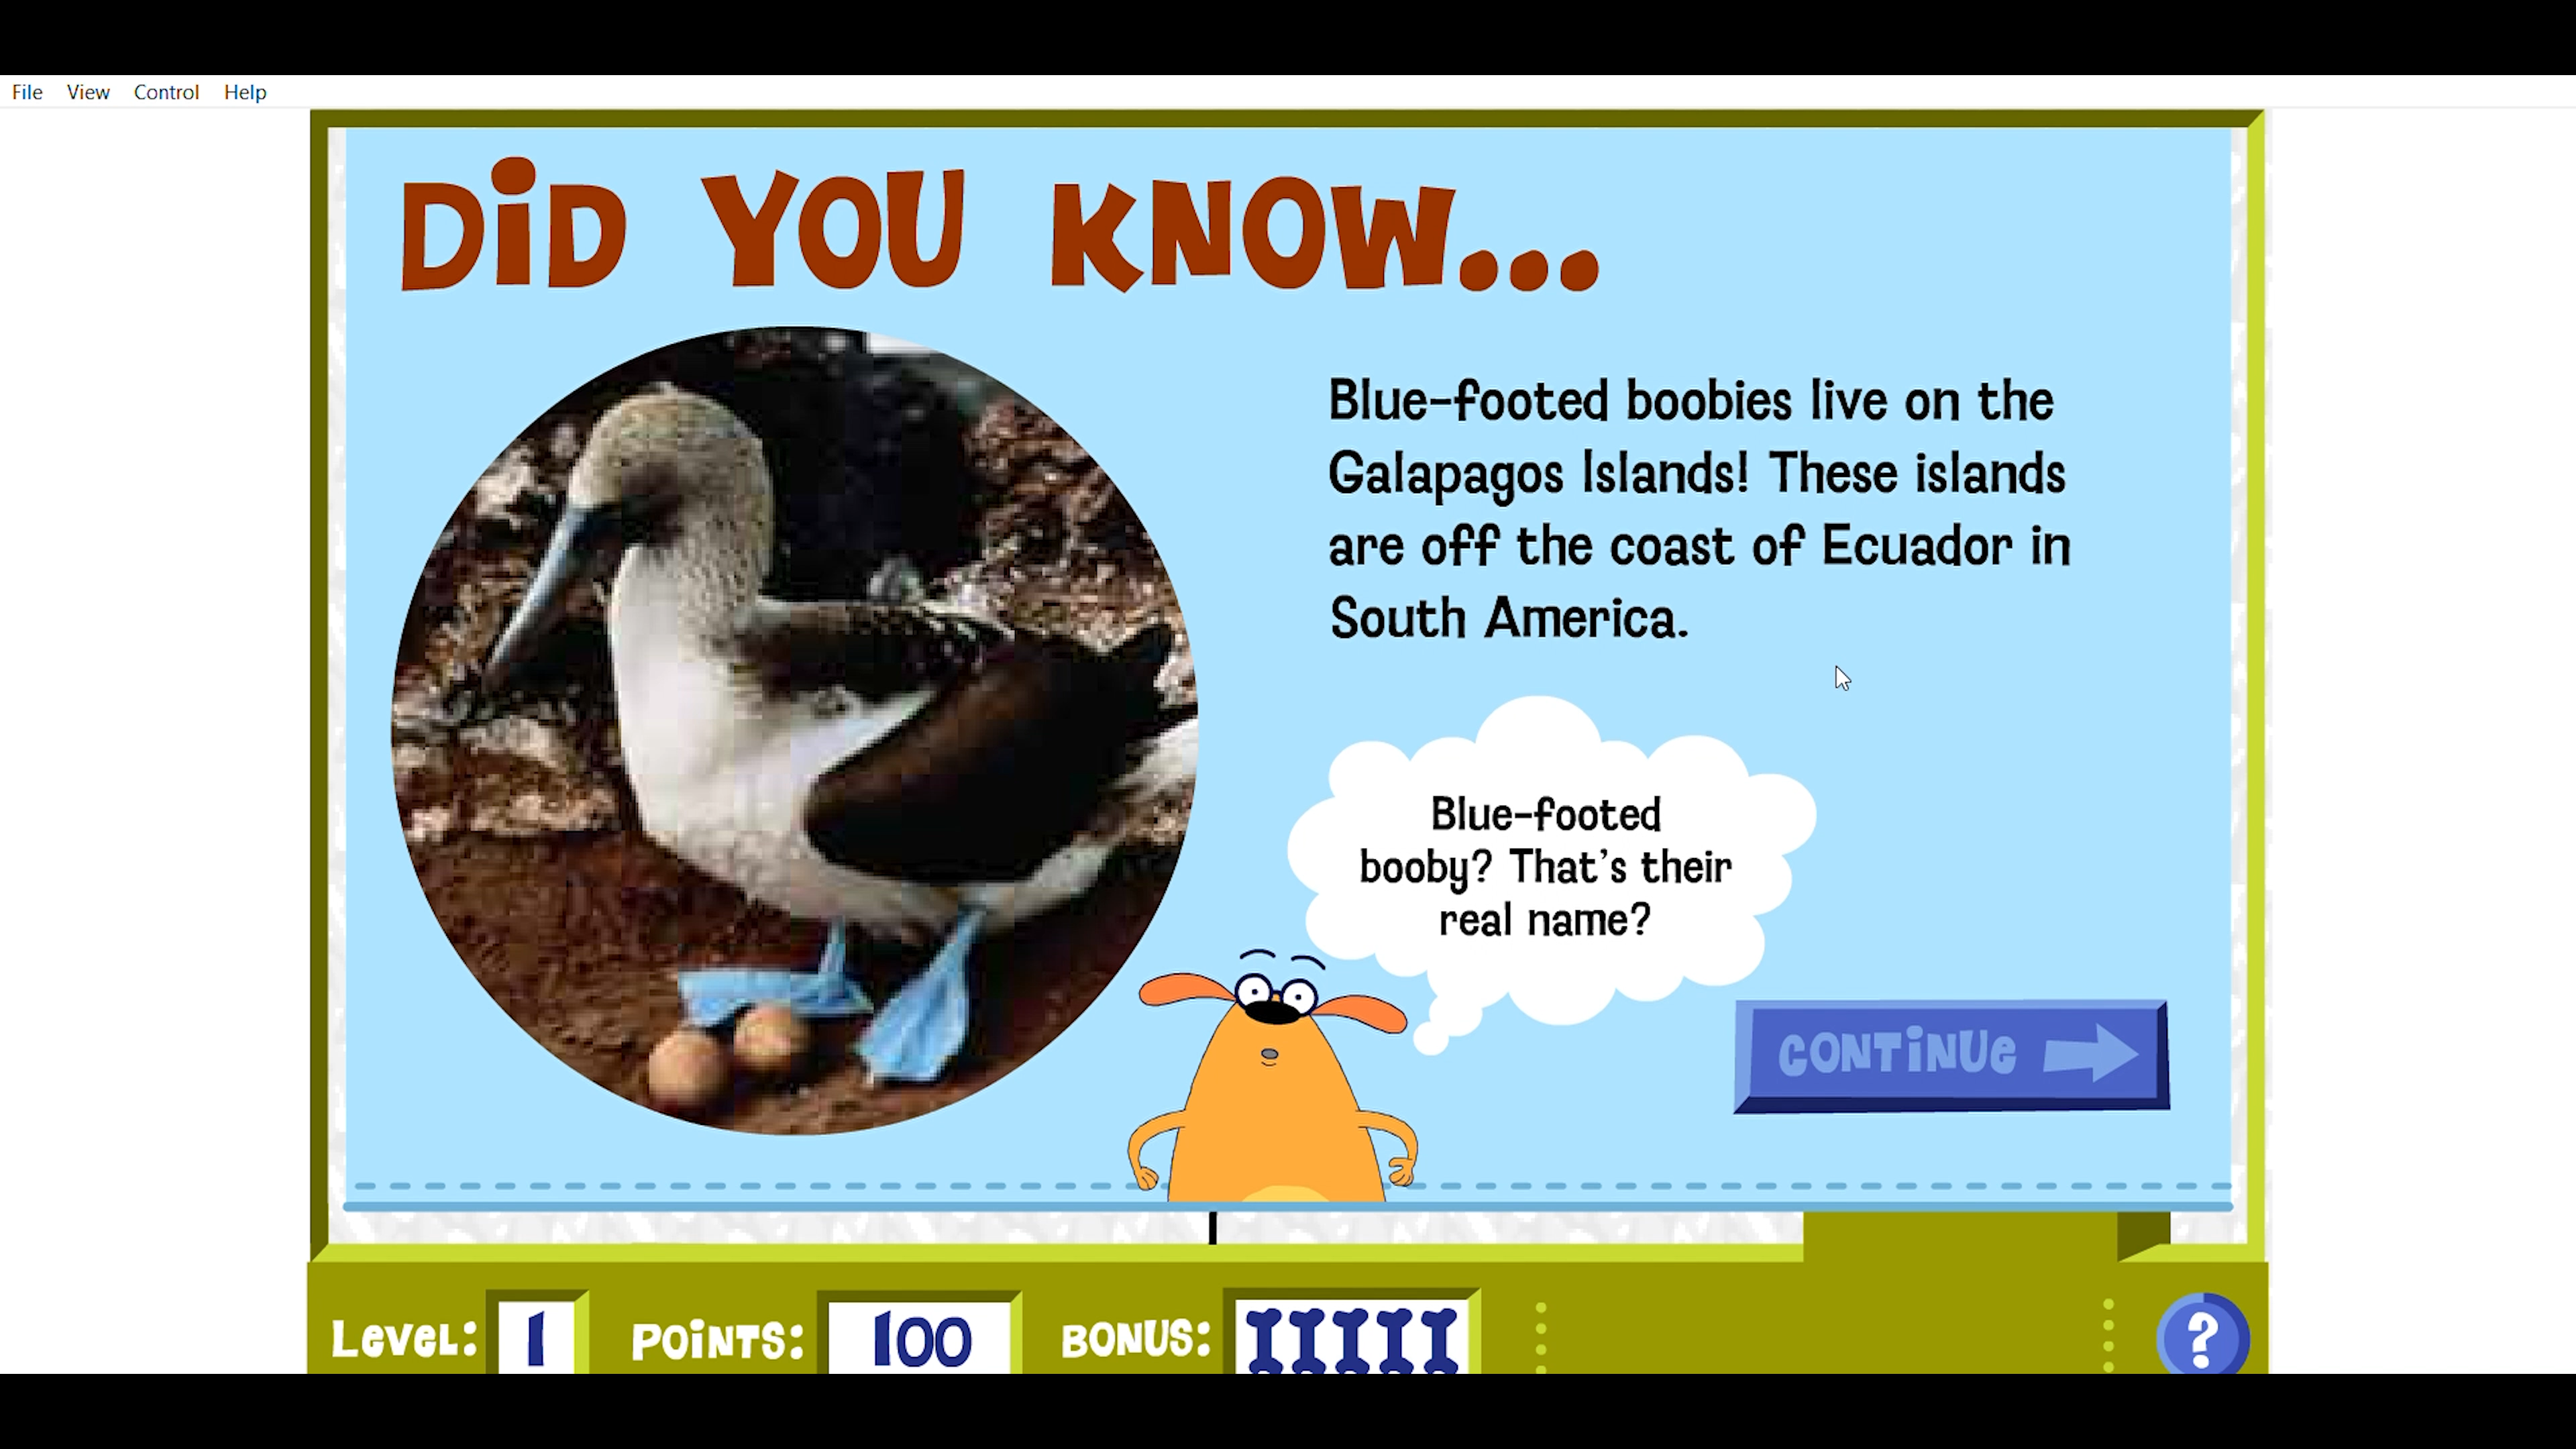 File View Control Help
DiD YOU KNOW...
Blue-footed boobies live on the
Galapagos Islands! These islands
are off the coast of Ecuador in
South America.
Blue-footed
booby? That's their
real name?
CONTiNUe
LeveL: 1 POiNTS: 100 BONUS: ?